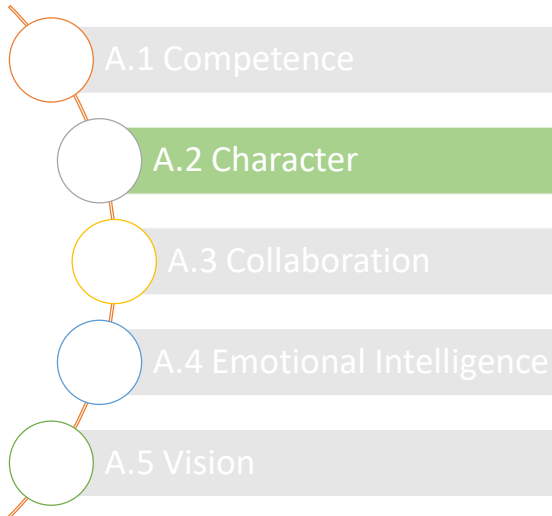 A.1 Competence
A.2 Character
A.3 Collaboration
A.4 Emotional Intelligence
A.5 Vision